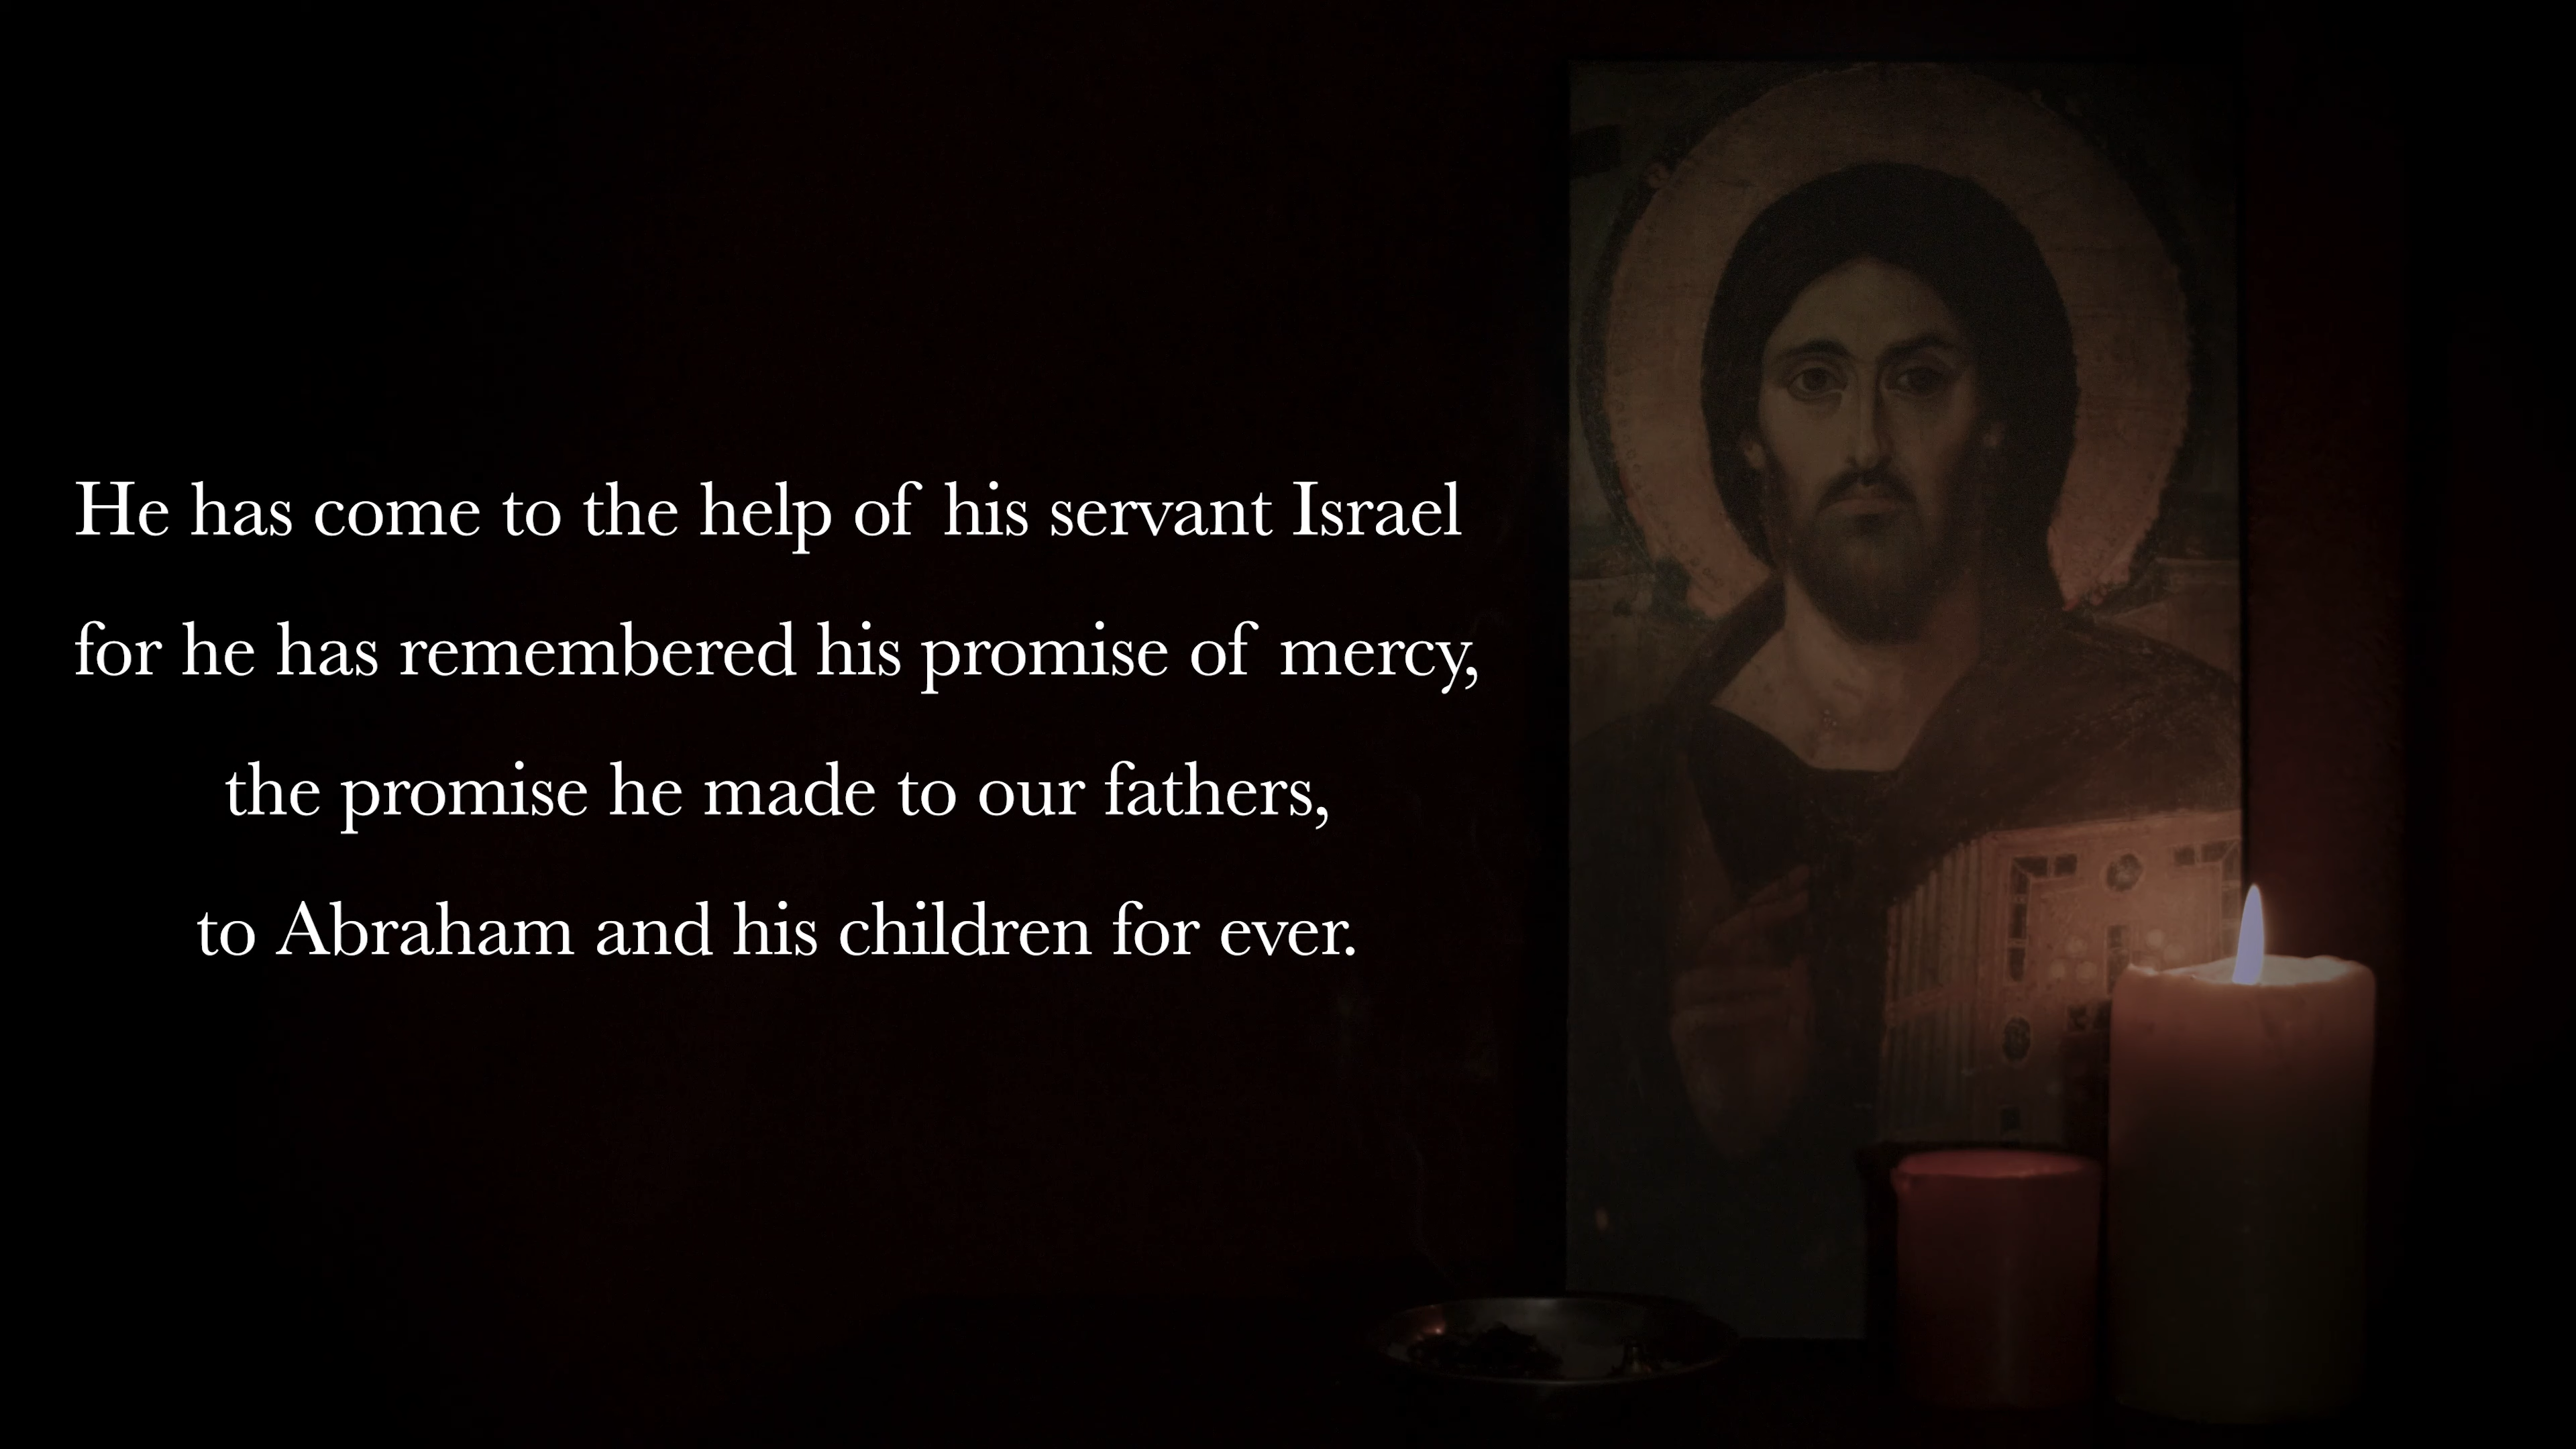 He has come to the help of his servant Israel
for he has remembered his promise of mercy,
the promise he made to our fathers,
to Abraham and his children for ever.